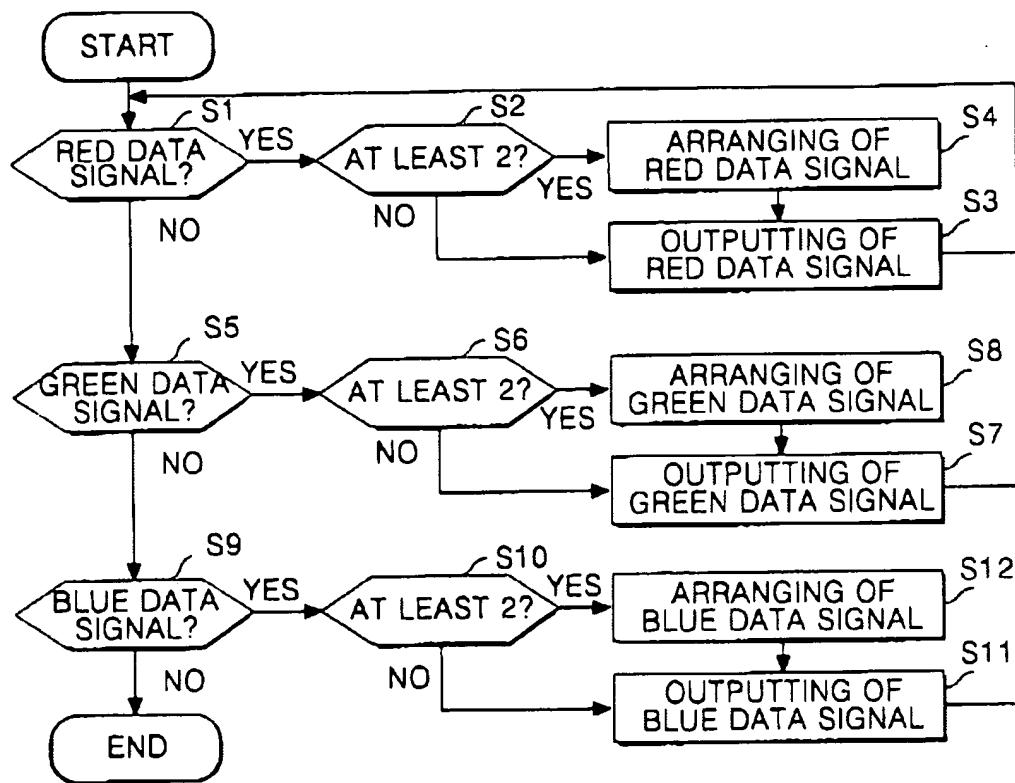 START
S1
RED DATA
SIGNAL?
YES
NO
S2
AT LEAST 2?
YES
NO
S4
ARRANGING OF
RED DATA SIGNAL
S3
OUTPUTTING OF
RED DATA SIGNAL
S5
GREEN DATA
SIGNAL?
YES
NO
S6
AT LEAST 2?
YES
NO
S8
ARRANGING OF
GREEN DATA SIGNAL
S7
OUTPUTTING OF
GREEN DATA SIGNAL
S9
BLUE DATA
SIGNAL?
YES
NO
S10
AT LEAST 2?
YES
NO
S12
ARRANGING OF
BLUE DATA SIGNAL
S11
OUTPUTTING OF
BLUE DATA SIGNAL
END